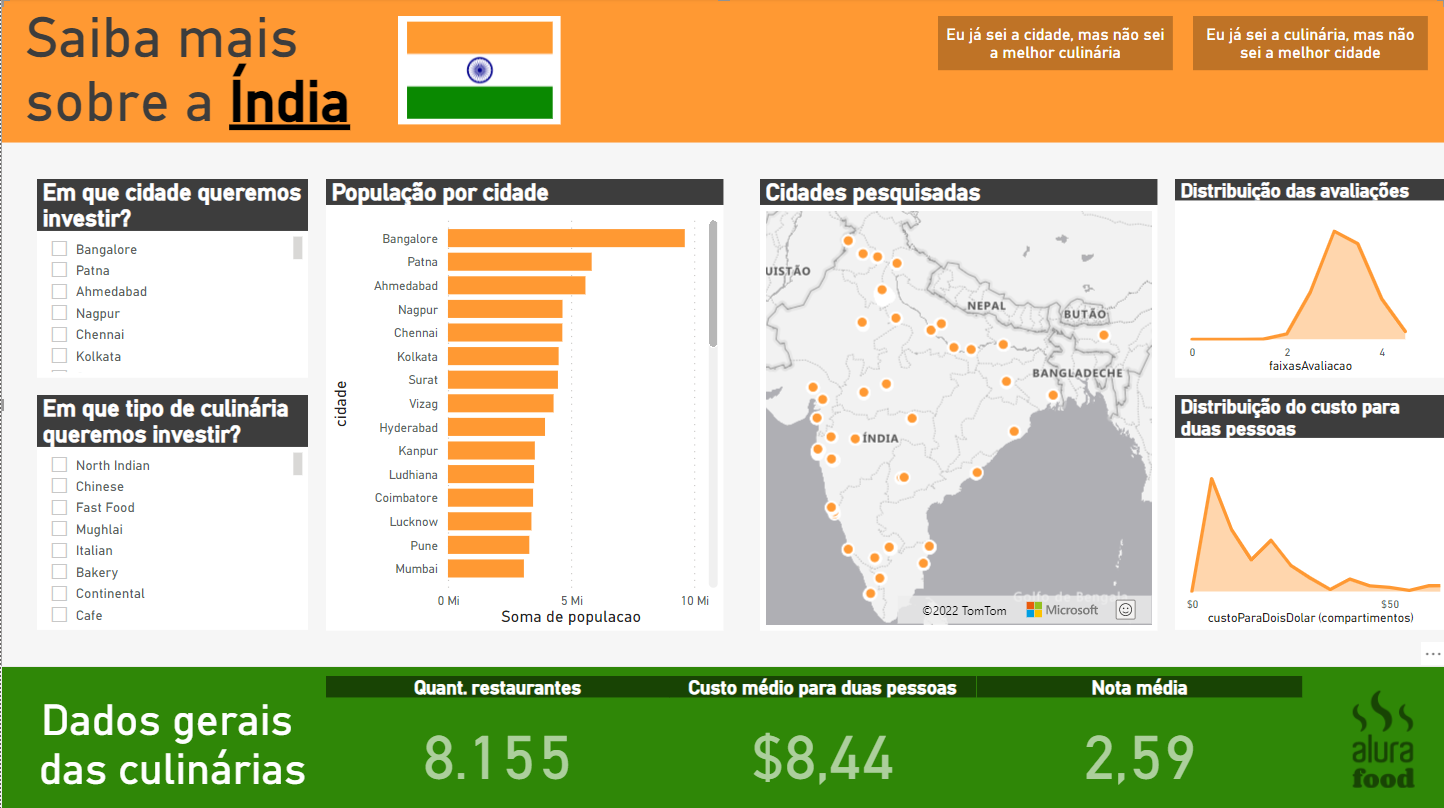 Saiba mais
sobre a Índia
Eu já sei a cidade, mas não sei
a melhor culinária
Eu já sei a culinária, mas não
sei a melhor cidade
Em que cidade queremos
investir?
Bangalore
Patna
Ahmedabad
Nagpur
Chennai
Kolkata
Em que tipo de culinária
queremos investir?
North Indian
Chinese
Fast Food
Mughlai
Italian
Bakery
Continental
Cafe
População por cidade
cidade
Bangalore
Patna
Ahmedabad
Nagpur
Chennai
Kolkata
Surat
Vizag
Hyderabad
Kanpur
Ludhiana
Coimbatore
Lucknow
Pune
Mumbai
0 Mi 5 Mi 10 Mi
Soma de populacao
Cidades pesquisadas
UISTÃO
NEPAL
BUTÃO
BANGLADECHE
ÍNDIA
Golfo de Bengala
©2022 TomTom
Microsoft
Distribuição das avaliações
0 2 4
faixasAvaliacao
Distribuição do custo para
duas pessoas
$0 $50
custoParaDoisDolar (compartimentos)
Dados gerais
das culinárias
Quant. restaurantes
8.155
Custo médio para duas pessoas
$8,44
Nota média
2,59
alura
food